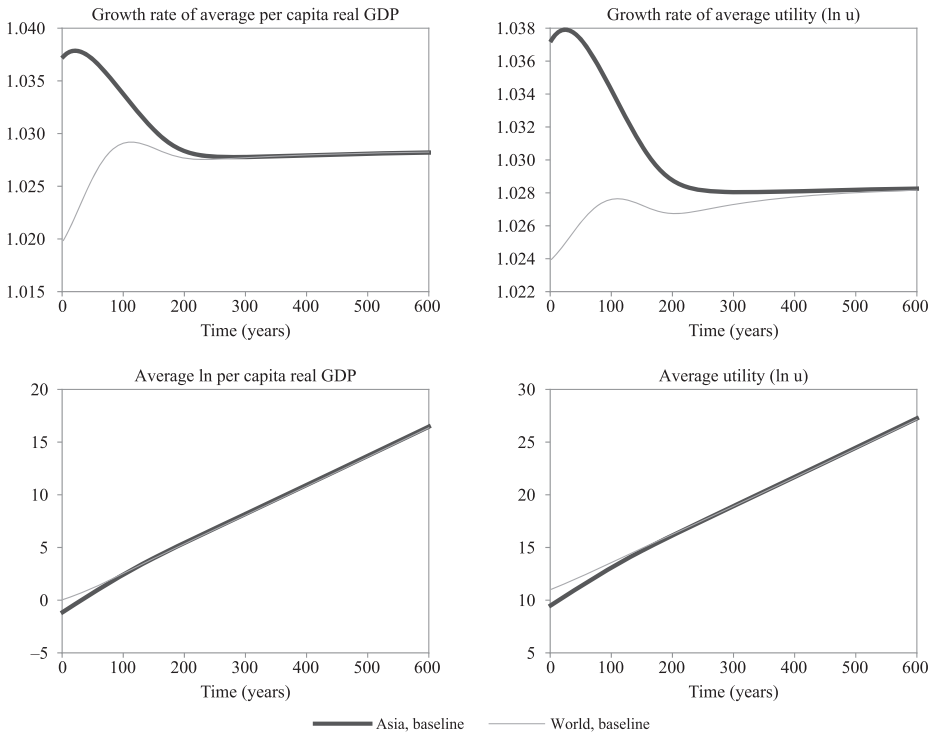 Growth rate of average per capita real GDP
1.040
1.035
1.030
1.025
1.020
1.015
0 100 200 300 400 500 600
Time (years)
Growth rate of average utility (ln u)
1.038
1.036
1.034
1.032
1.030
1.028
1.026
1.024
1.022
0 100 200 300 400 500 600
Time (years)
Average ln per capita real GDP
20
15
10
5
0
–5
0 100 200 300 400 500 600
Time (years)
Average utility (ln u)
30
25
20
15
10
5
0 100 200 300 400 500 600
Time (years)
Asia, baseline World, baseline